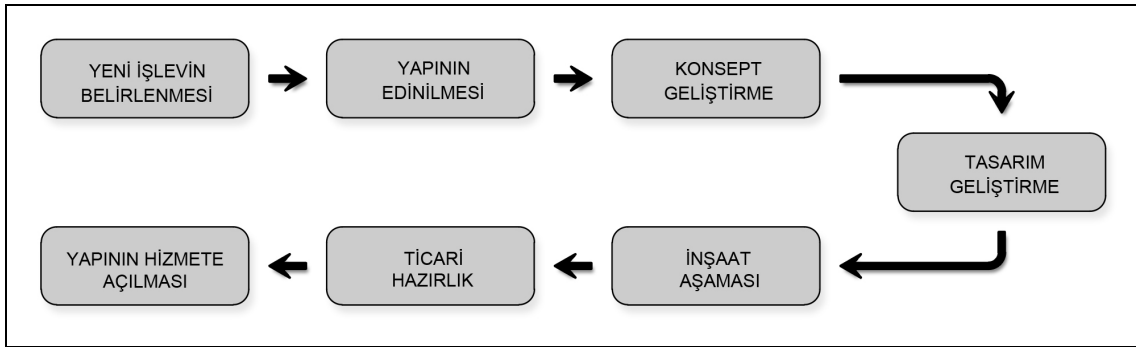 YENİ İŞLEVİN
BELİRLENMESİ
YAPININ
EDİNİLMESİ
KONSEPT
GELİŞTİRME
TASARIM
GELİŞTİRME
İNŞAAT
AŞAMASI
TİCARİ
HAZIRLIK
YAPININ HİZMETE
AÇILMASI